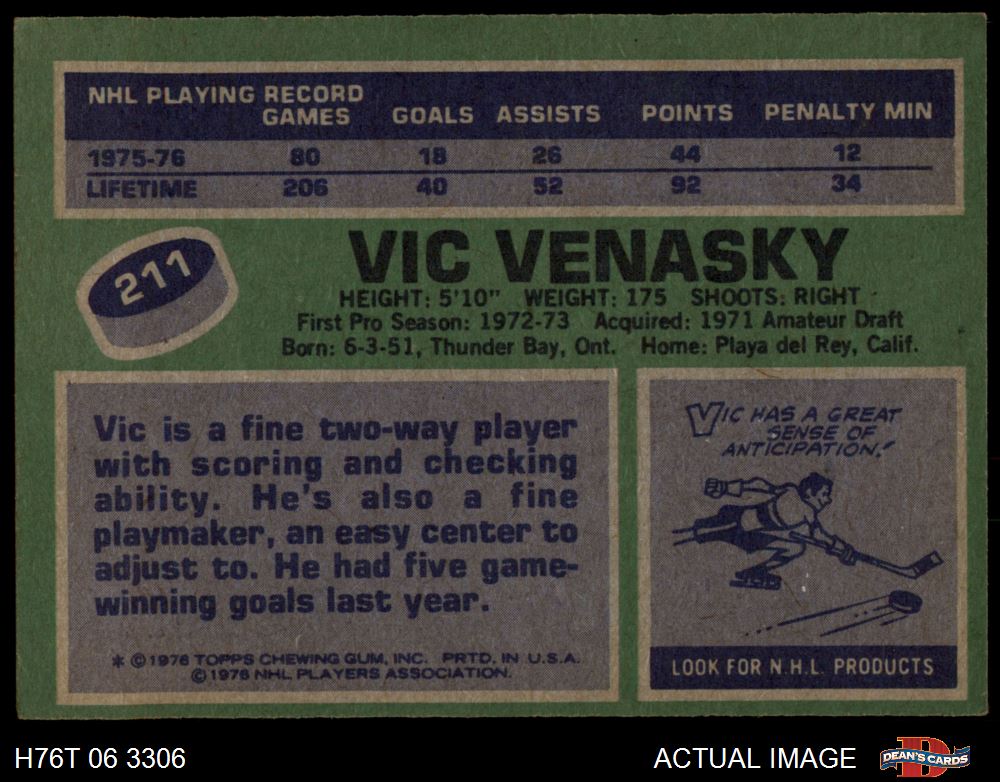 NHL PLAYING RECORD
GAMES GOALS ASSISTS POINTS PENALTY MIN
1975-76 80 18 26 44 12
LIFETIME 206 40 52 92 34
211
VIC VENASKY
HEIGHT: 5'10" WEIGHT: 175 SHOOTS: RIGHT
First Pro Season: 1972-73 Acquired: 1971 Amateur Draft
Born: 6-3-51, Thunder Bay, Ont. Home: Playa del Rey, Calif.
Vic is a fine two-way player
with scoring and checking
ability. He's also a fine
playmaker, an easy center to
adjust to. He had five game-
winning goals last year.
* © 1976 TOPPS CHEWING GUM, INC. PRTD. IN U.S.A.
© 1976 NHL PLAYERS ASSOCIATION.
VIC HAS A GREAT
SENSE OF
ANTICIPATION!
LOOK FOR N.H.L. PRODUCTS
H76T 06 3306
ACTUAL IMAGE
DEAN'S CARDS